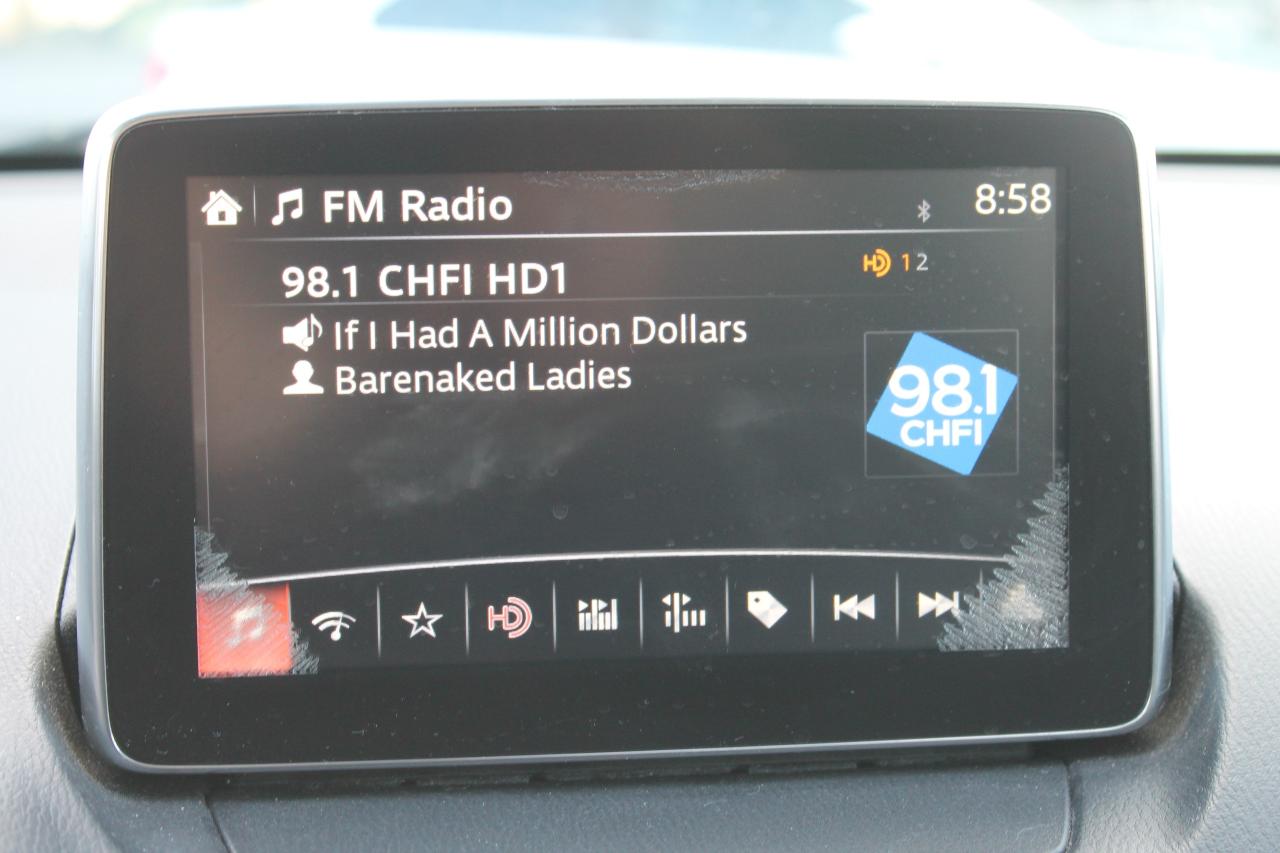 FM Radio
8:58
98.1 CHFI HD1
HD 1 2
If I Had A Million Dollars
Barenaked Ladies
98.1
CHFI
HD